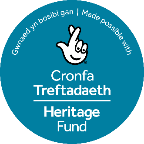 Gwnaed yn bosibl gan | Made possible with
Cronfa
Treftadaeth
Heritage
Fund